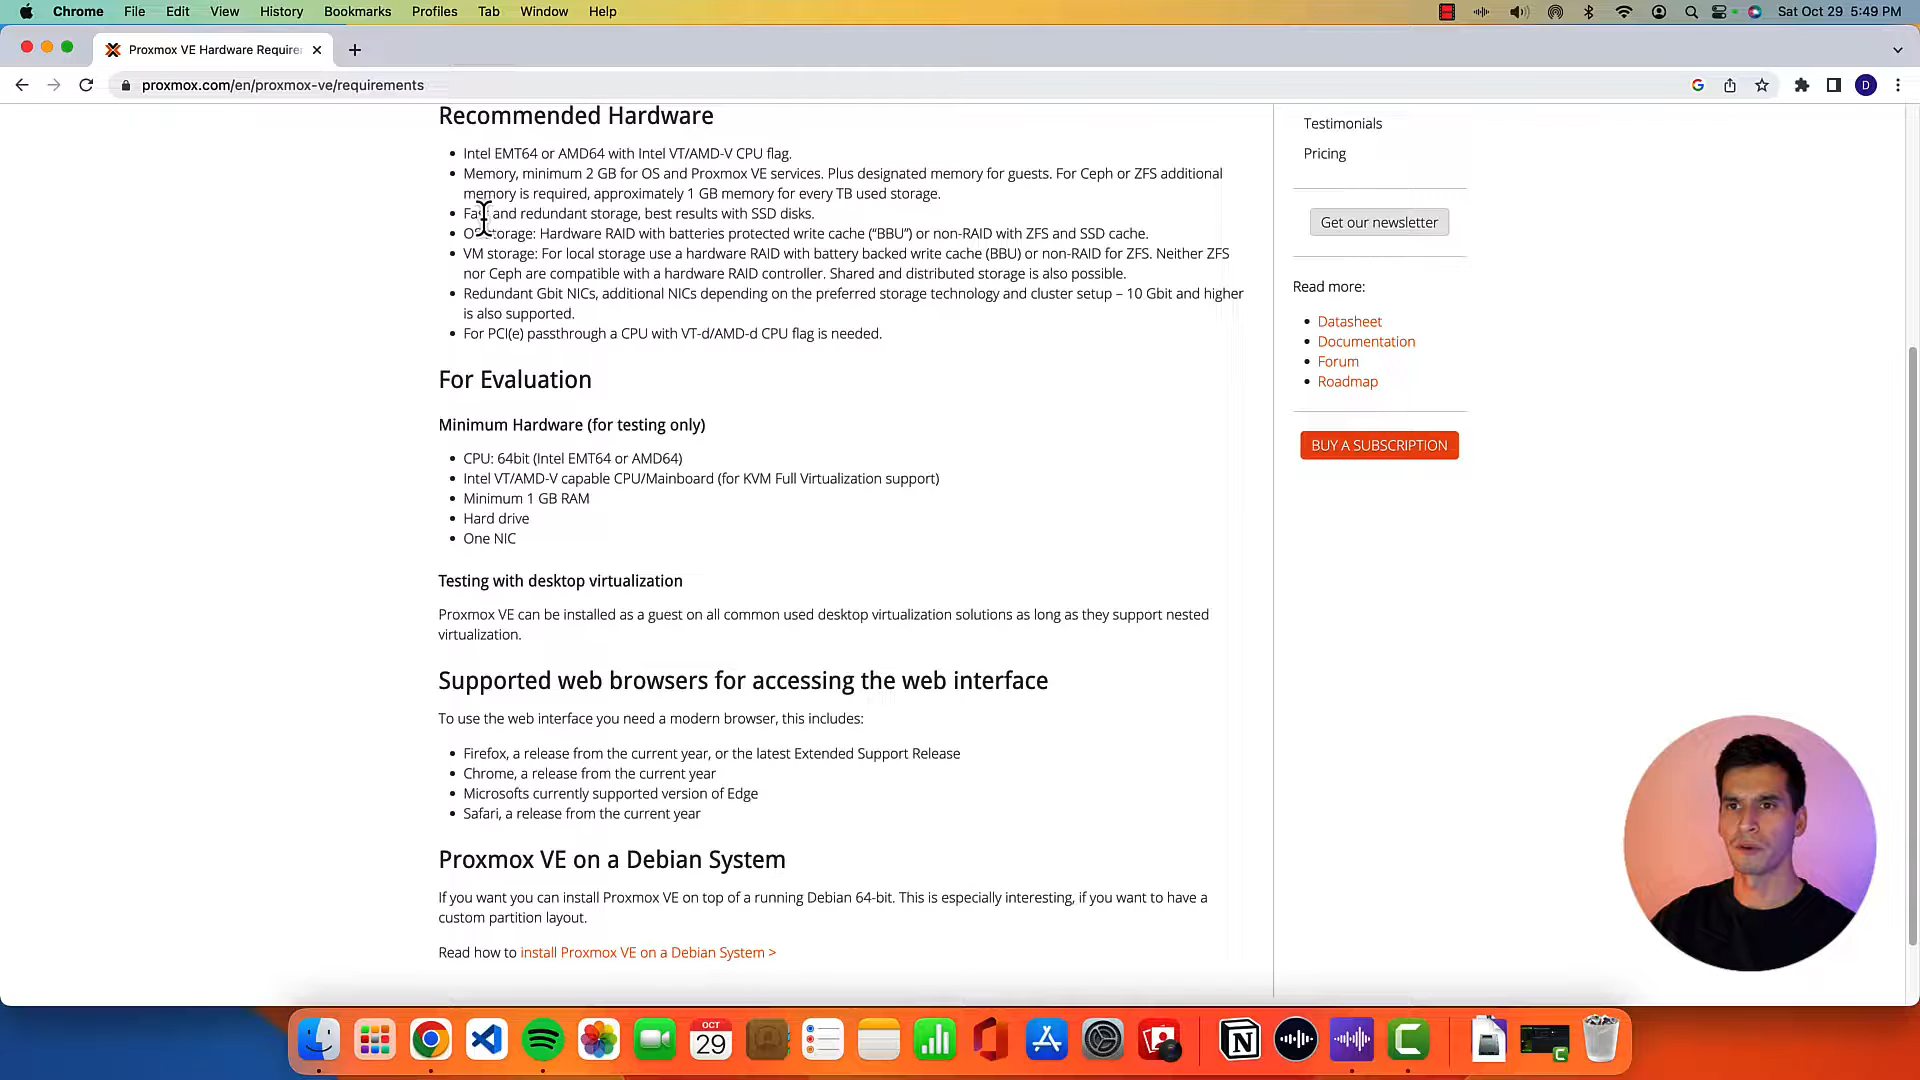 Chrome File Edit View History Bookmarks Profiles Tab Window Help Sat Oct 29 5:49 PM
Proxmox VE Hardware Require
proxmox.com/en/proxmox-ve/requirements
D
Recommended Hardware
Intel EMT64 or AMD64 with Intel VT/AMD-V CPU flag.
Memory, minimum 2 GB for OS and Proxmox VE services. Plus designated memory for guests. For Ceph or ZFS additional
memory is required, approximately 1 GB memory for every TB used storage.
Fast and redundant storage, best results with SSD disks.
OS storage: Hardware RAID with batteries protected write cache (“BBU”) or non-RAID with ZFS and SSD cache.
VM storage: For local storage use a hardware RAID with battery backed write cache (BBU) or non-RAID for ZFS. Neither ZFS
nor Ceph are compatible with a hardware RAID controller. Shared and distributed storage is also possible.
Redundant Gbit NICs, additional NICs depending on the preferred storage technology and cluster setup – 10 Gbit and higher
is also supported.
For PCI(e) passthrough a CPU with VT-d/AMD-d CPU flag is needed.
For Evaluation
Minimum Hardware (for testing only)
CPU: 64bit (Intel EMT64 or AMD64)
Intel VT/AMD-V capable CPU/Mainboard (for KVM Full Virtualization support)
Minimum 1 GB RAM
Hard drive
One NIC
Testing with desktop virtualization
Proxmox VE can be installed as a guest on all common used desktop virtualization solutions as long as they support nested
virtualization.
Supported web browsers for accessing the web interface
To use the web interface you need a modern browser, this includes:
Firefox, a release from the current year, or the latest Extended Support Release
Chrome, a release from the current year
Microsofts currently supported version of Edge
Safari, a release from the current year
Proxmox VE on a Debian System
If you want you can install Proxmox VE on top of a running Debian 64-bit. This is especially interesting, if you want to have a
custom partition layout.
Read how to install Proxmox VE on a Debian System >
Testimonials
Pricing
Get our newsletter
Read more:
Datasheet
Documentation
Forum
Roadmap
BUY A SUBSCRIPTION
OCT
29